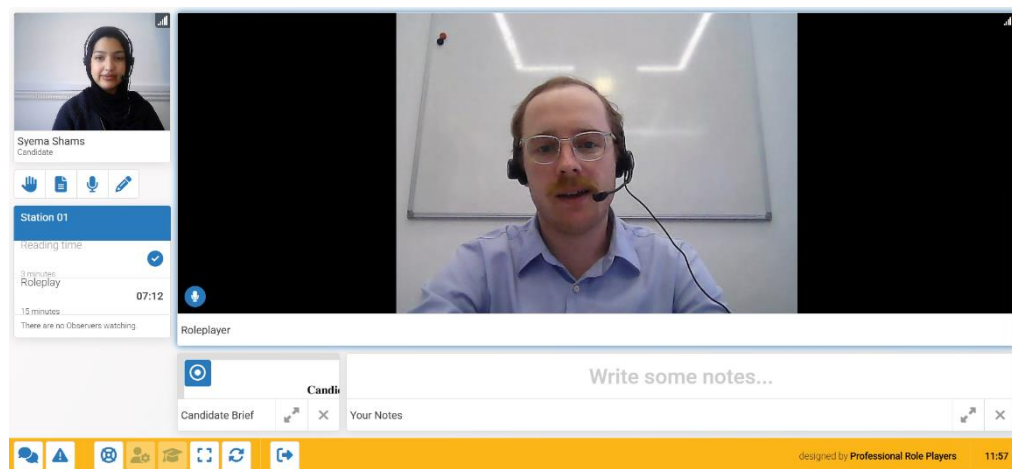 Syema Shams
Candidate
Station 01
Reading time
3 minutes
Roleplay
07:12
15 minutes
There are no Observers watching.
Roleplayer
Candi
Candidate Brief
Write some notes...
Your Notes
designed by Professional Role Players
11:57